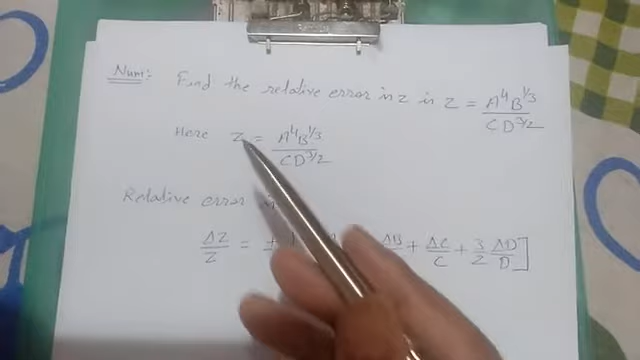 Num:- Find the relative error in Z in Z = A⁴B^1/3 / CD^3/2
Here Z = A⁴B^1/3 / CD^3/2
Relative error
ΔZ/Z = ± ΔB + ΔC/C + 3/2 ΔD/D]